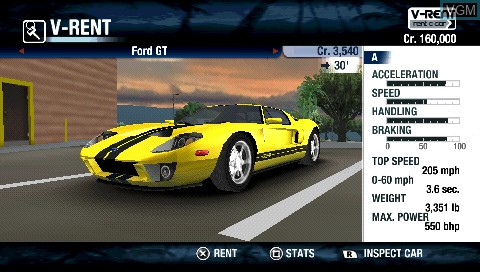 V-RENT
V-RENT
rent a car
VGM
Cr. 160,000
Ford GT
Cr. 3,540
30'
A
ACCELERATION
SPEED
HANDLING
BRAKING
0 50 100
TOP SPEED
205 mph
0-60 mph
3.6 sec.
WEIGHT
3,351 lb
MAX. POWER
550 bhp
RENT
STATS
R INSPECT CAR